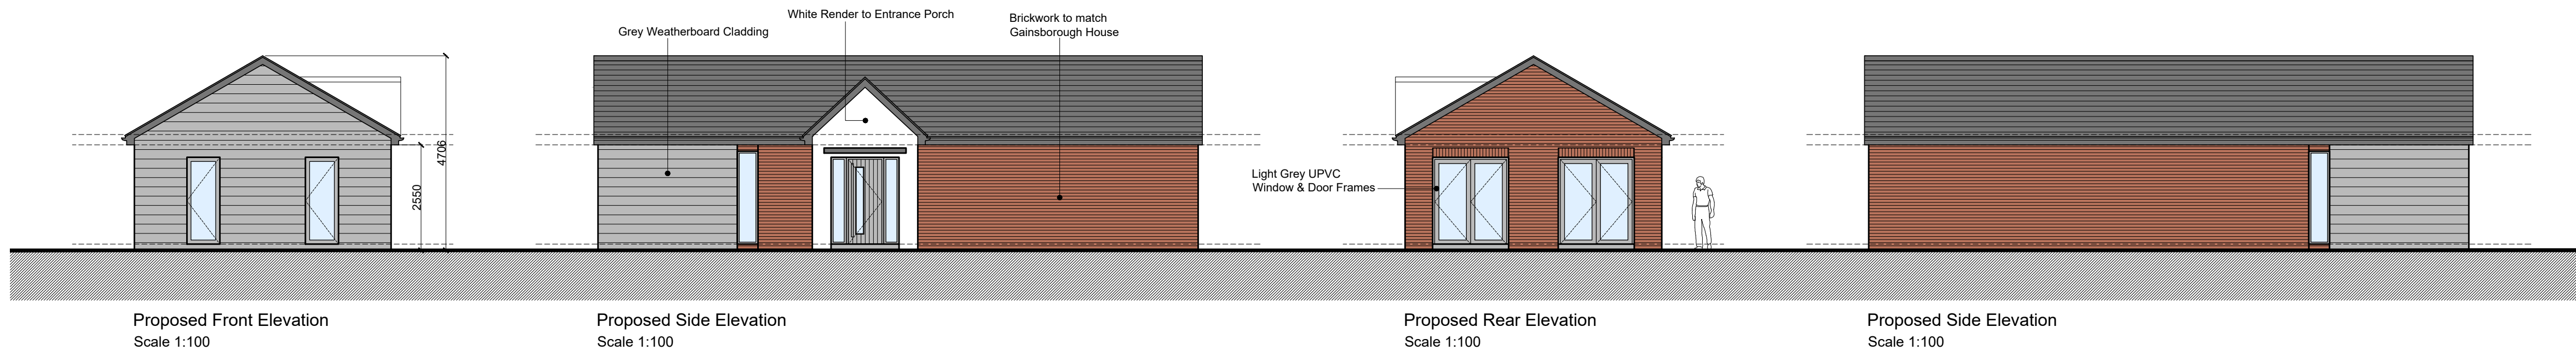 White Render to Entrance Porch
Brickwork to match
Gainsborough House
Grey Weatherboard Cladding
4706
2550
Light Grey UPVC
Window & Door Frames
Proposed Front Elevation
Scale 1:100
Proposed Side Elevation
Scale 1:100
Proposed Rear Elevation
Scale 1:100
Proposed Side Elevation
Scale 1:100